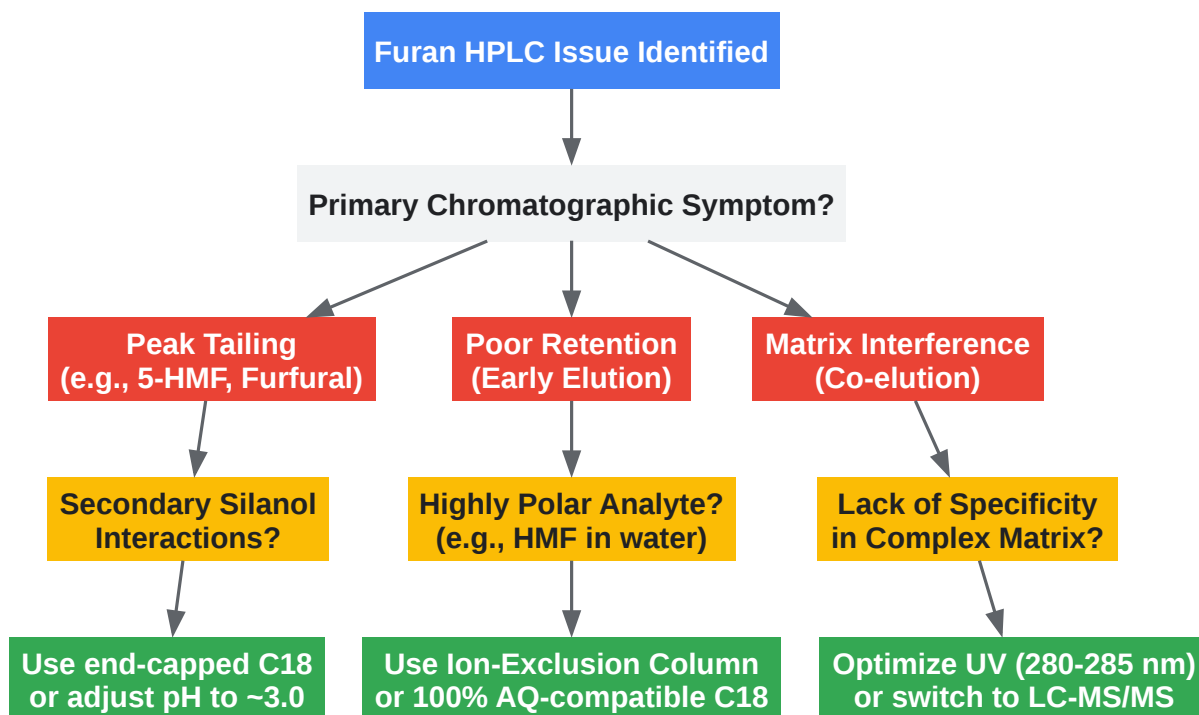 Furan HPLC Issue Identified
Primary Chromatographic Symptom?
Peak Tailing
(e.g., 5-HMF, Furfural)
Poor Retention
(Early Elution)
Matrix Interference
(Co-elution)
Secondary Silanol
Interactions?
Highly Polar Analyte?
(e.g., HMF in water)
Lack of Specificity
in Complex Matrix?
Use end-capped C18
or adjust pH to ~3.0
Use Ion-Exclusion Column
or 100% AQ-compatible C18
Optimize UV (280-285 nm)
or switch to LC-MS/MS